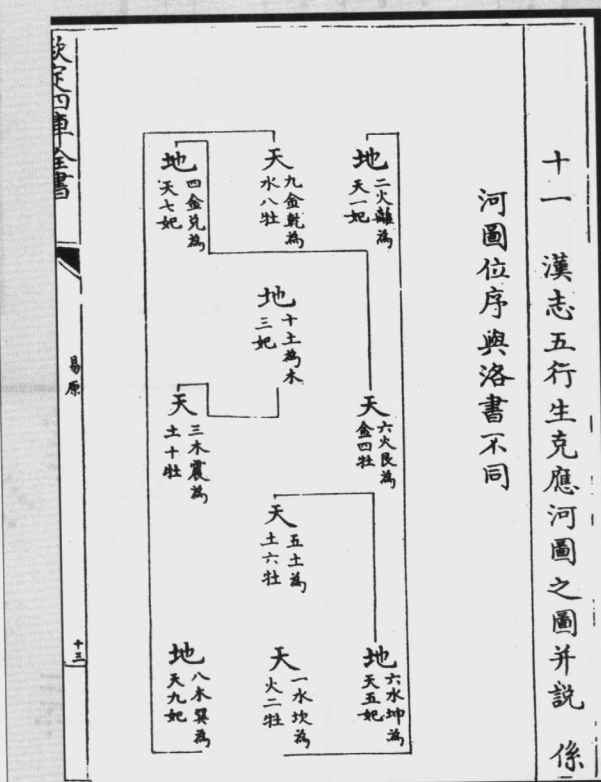 十一 漢志五行生克應河圖之圖并說 係
河圖位序與洛書不同
地
二火離為
天一妃
天
九金乾為
水八牡
地
四金兌為
天七妃
地
十土為木
三妃
天
六火艮為
金四牡
天
三木震為
土十牡
天
五土為
土六牡
地
六水坤為
天五妃
天
一水坎為
火二牡
地
八木巽為
天九妃
欽定四庫全書
易原
十三